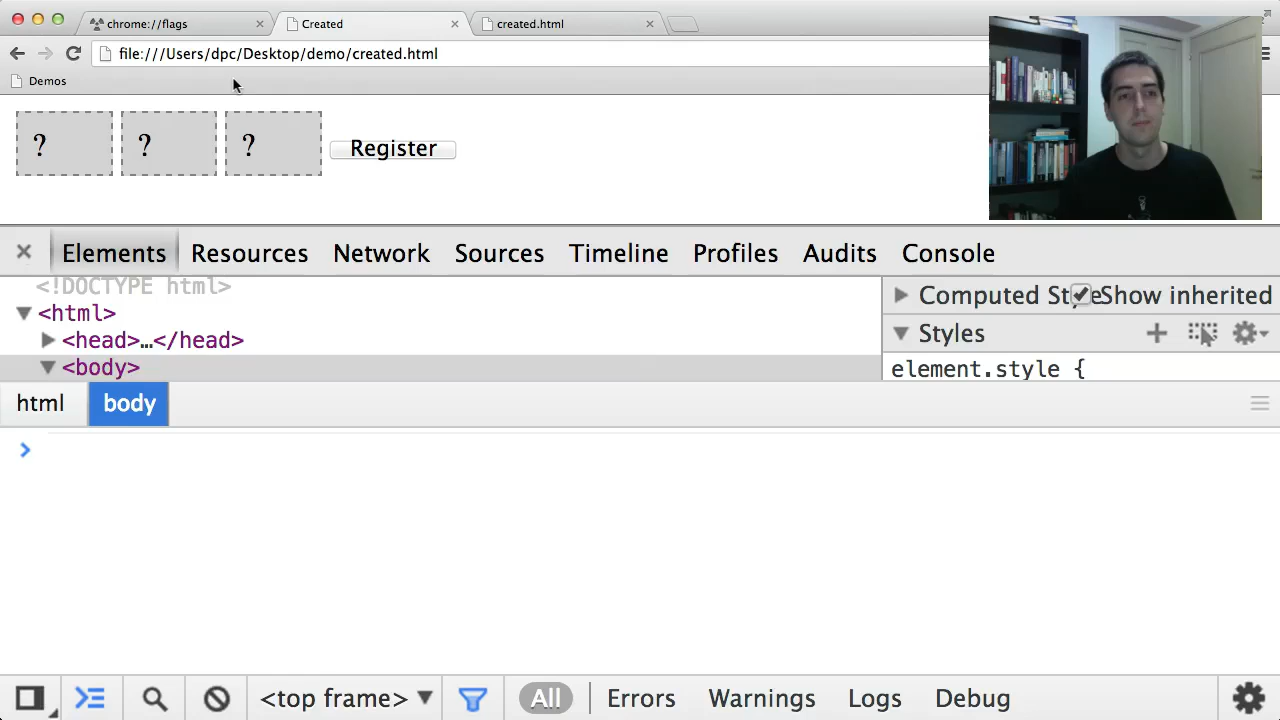 chrome://flags
Created
created.html
file:///Users/dpc/Desktop/demo/created.html
Demos
? ? ? Register
Elements Resources Network Sources Timeline Profiles Audits Console
<!DOCTYPE html>
Computed Style Show inherited
<html>
<head>…</head>
Styles
<body>
element.style {
html body
<top frame> All Errors Warnings Logs Debug